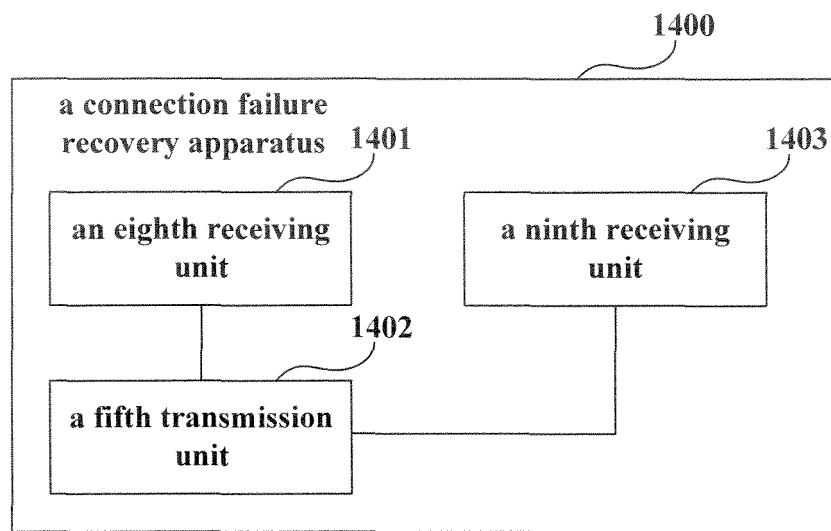 1400
a connection failure
recovery apparatus
1401
1403
an eighth receiving
unit
a ninth receiving
unit
1402
a fifth transmission
unit